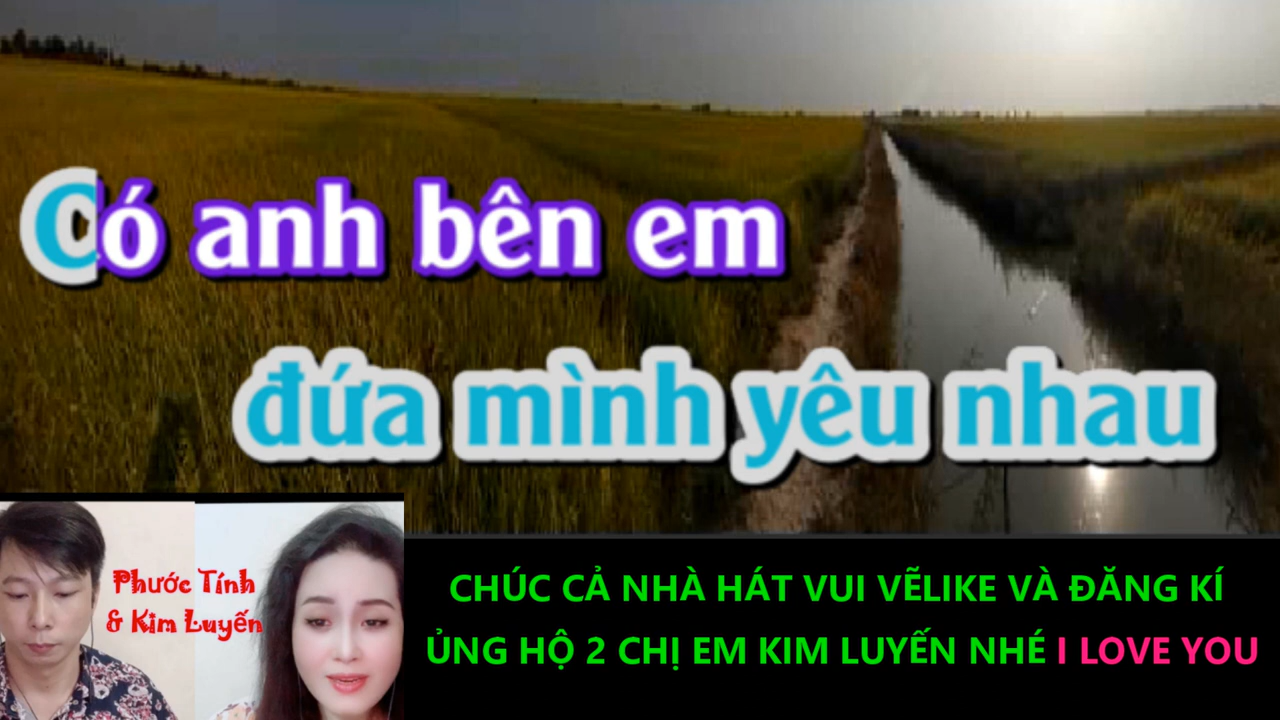 Có anh bên em
đứa mình yêu nhau
Phước Tính
& Kim Luyến
CHÚC CẢ NHÀ HÁT VUI VẼLIKE VÀ ĐĂNG KÍ
ỦNG HỘ 2 CHỊ EM KIM LUYẾN NHÉ I LOVE YOU